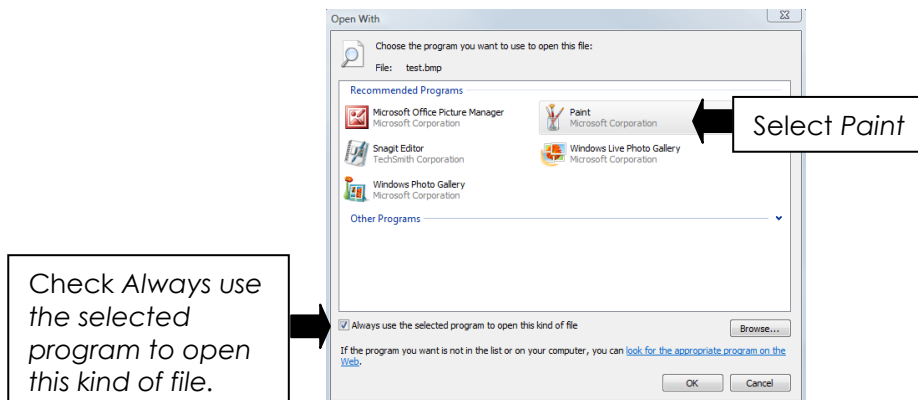 Open With
Choose the program you want to use to open this file:
File: test.bmp
Recommended Programs
Microsoft Office Picture Manager
Microsoft Corporation
Paint
Microsoft Corporation
Select Paint
Snagit Editor
TechSmith Corporation
Windows Live Photo Gallery
Microsoft Corporation
Windows Photo Gallery
Microsoft Corporation
Other Programs
Check Always use
the selected
program to open
this kind of file.
Always use the selected program to open this kind of file
Browse...
If the program you want is not in the list or on your computer, you can look for the appropriate program on the
Web.
OK
Cancel